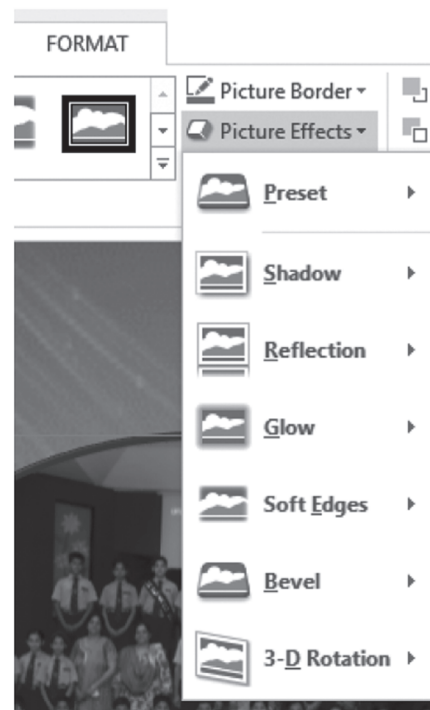 FORMAT
Picture Border
Picture Effects
Preset
Shadow
Reflection
Glow
Soft Edges
Bevel
3-D Rotation